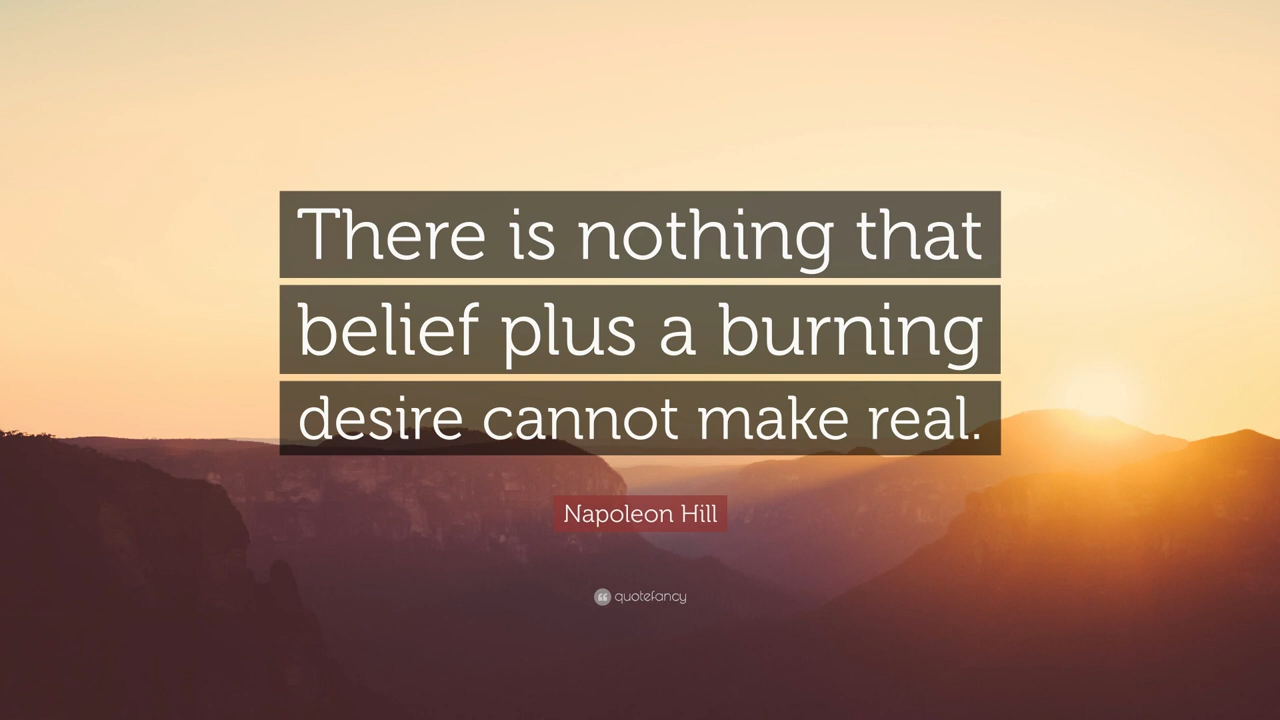 There is nothing that
belief plus a burning
desire cannot make real.
Napoleon Hill
quotefancy